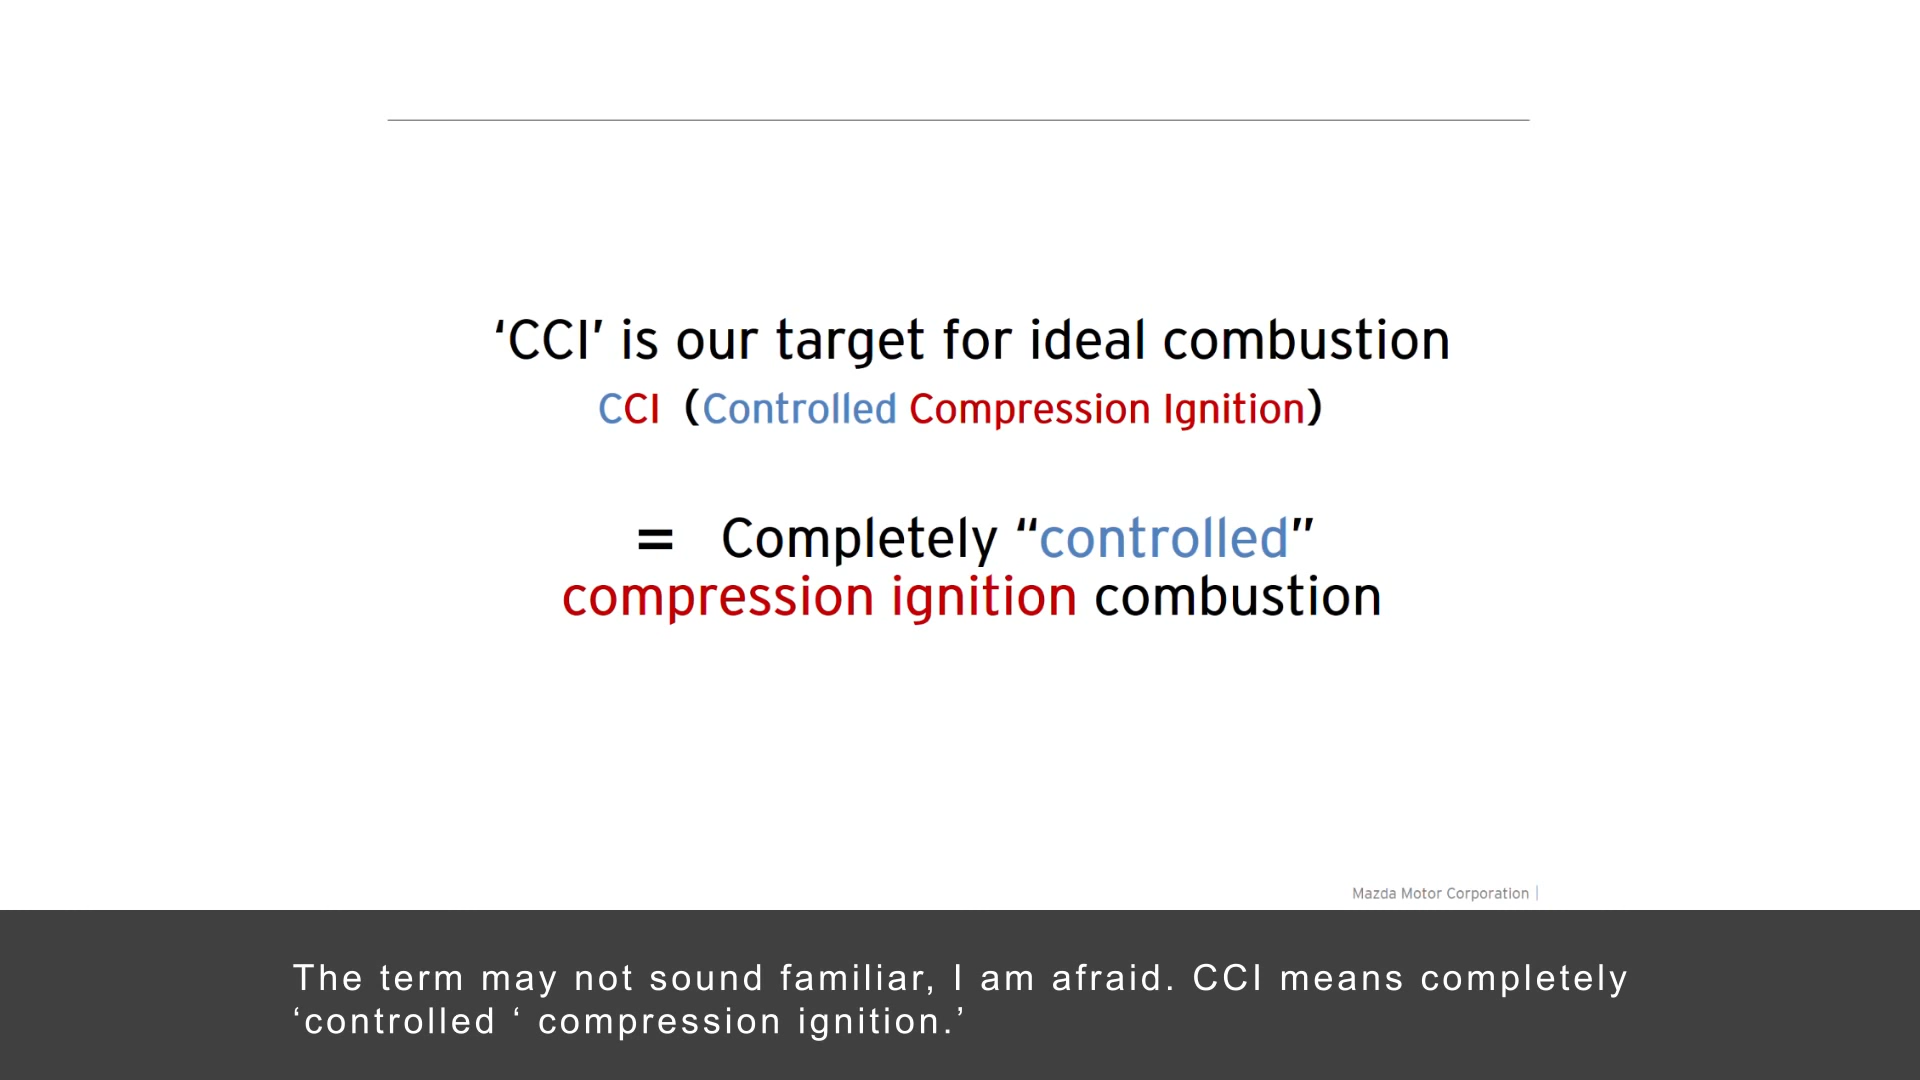 ‘CCI’ is our target for ideal combustion
CCI (Controlled Compression Ignition)
= Completely “controlled”
compression ignition combustion
Mazda Motor Corporation |
The term may not sound familiar, I am afraid. CCI means completely
‘controlled ‘ compression ignition.’